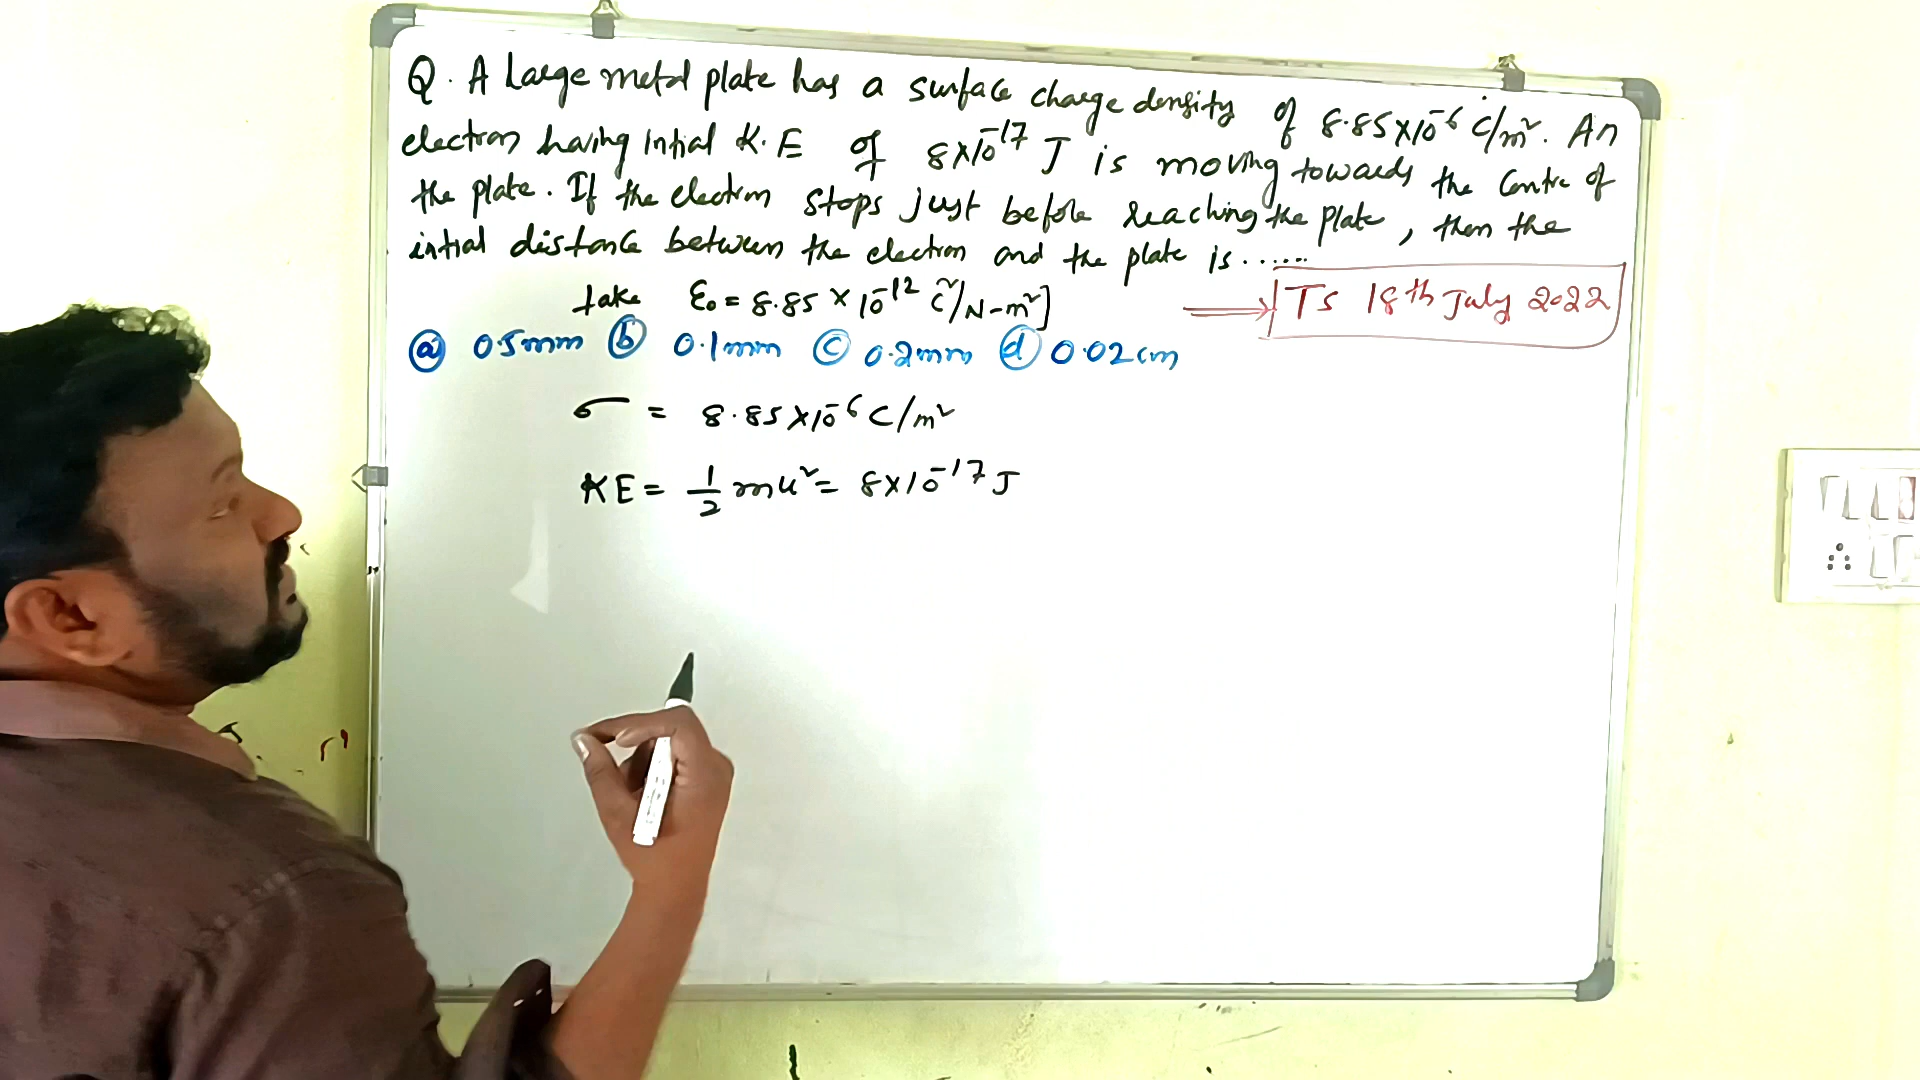 Q. A Large metal plate has a surface charge density of 8.85×10⁻⁶ C/m². An
electron having intial K.E of 8×10⁻¹⁷ J is moving towards the centre of
the plate. If the electron stops just before reaching the plate, then the
intial distance between the electron and the plate is ......
take ε₀ = 8.85 × 10⁻¹² C²/N-m²]
→ TS 18th July 2022
ⓐ 0.5mm ⓑ 0.1mm ⓒ 0.2mm ⓓ 0.02cm
σ = 8.85×10⁻⁶ C/m²
KE = 1/2 mu² = 8×10⁻¹⁷ J